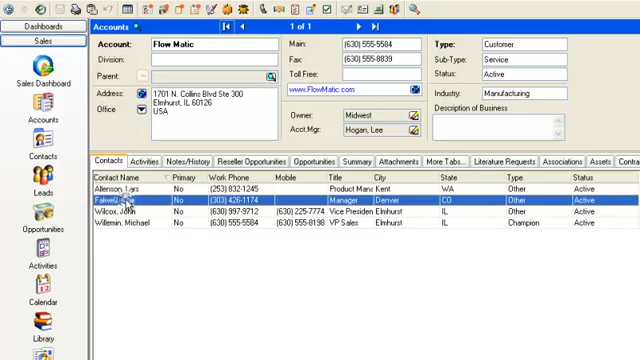 Dashboards
Sales
Sales Dashboard
Accounts
Contacts
Leads
Opportunities
Activities
Calendar
Library
Accounts
1 of 1
Account: Flow Matic
Division:
Parent:
Address: 1701 N. Collins Blvd Ste 300
Office Elmhurst, IL 60126
USA
Main: (630) 555-5584
Fax: (630) 555-8839
Toll Free:
www.FlowMatic.com
Owner: Midwest
Acct.Mgr: Hogan, Lee
Type: Customer
Sub-Type: Service
Status: Active
Industry: Manufacturing
Description of Business
Contacts Activities Notes/History Reseller Opportunities Opportunities Summary Attachments More Tabs... Literature Requests Associations Assets
Contact Name Primary Work Phone Mobile Title City State Type Status
Allenson, Lars No (253) 832-1245 Product Mana Kent WA Other Active
No (303) 426-1174 Manager Denver CO Other Active
Wilcox, John No (630) 997-9712 (630) 225-7774 Vice Presiden Elmhurst IL Other Active
Willemin, Michael No (630) 555-5584 (630) 555-8198 VP Sales Elmhurst IL Champion Active